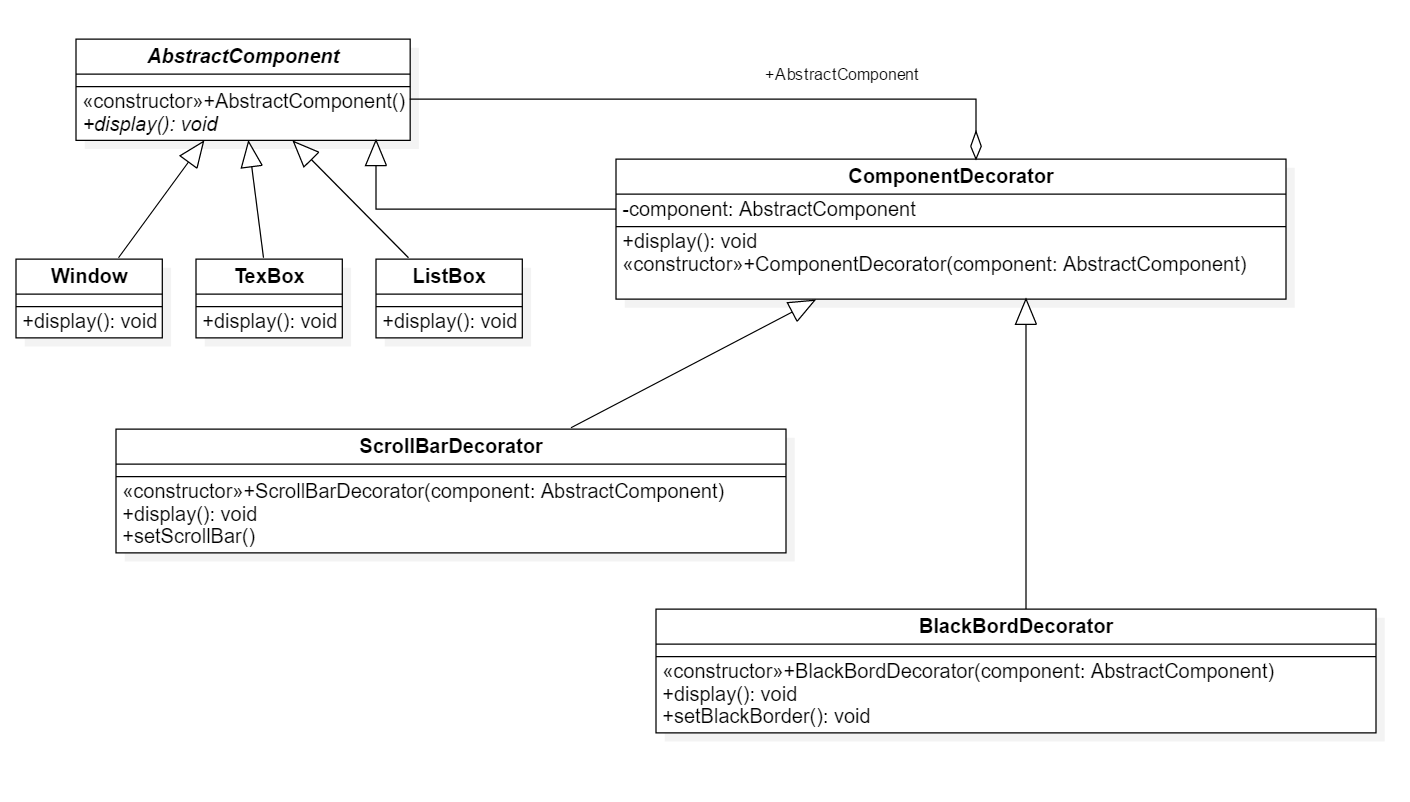 AbstractComponent
«constructor»+AbstractComponent()
+display(): void
+AbstractComponent
ComponentDecorator
-component: AbstractComponent
+display(): void
«constructor»+ComponentDecorator(component: AbstractComponent)
Window
+display(): void
TexBox
+display(): void
ListBox
+display(): void
ScrollBarDecorator
«constructor»+ScrollBarDecorator(component: AbstractComponent)
+display(): void
+setScrollBar()
BlackBordDecorator
«constructor»+BlackBordDecorator(component: AbstractComponent)
+display(): void
+setBlackBorder(): void